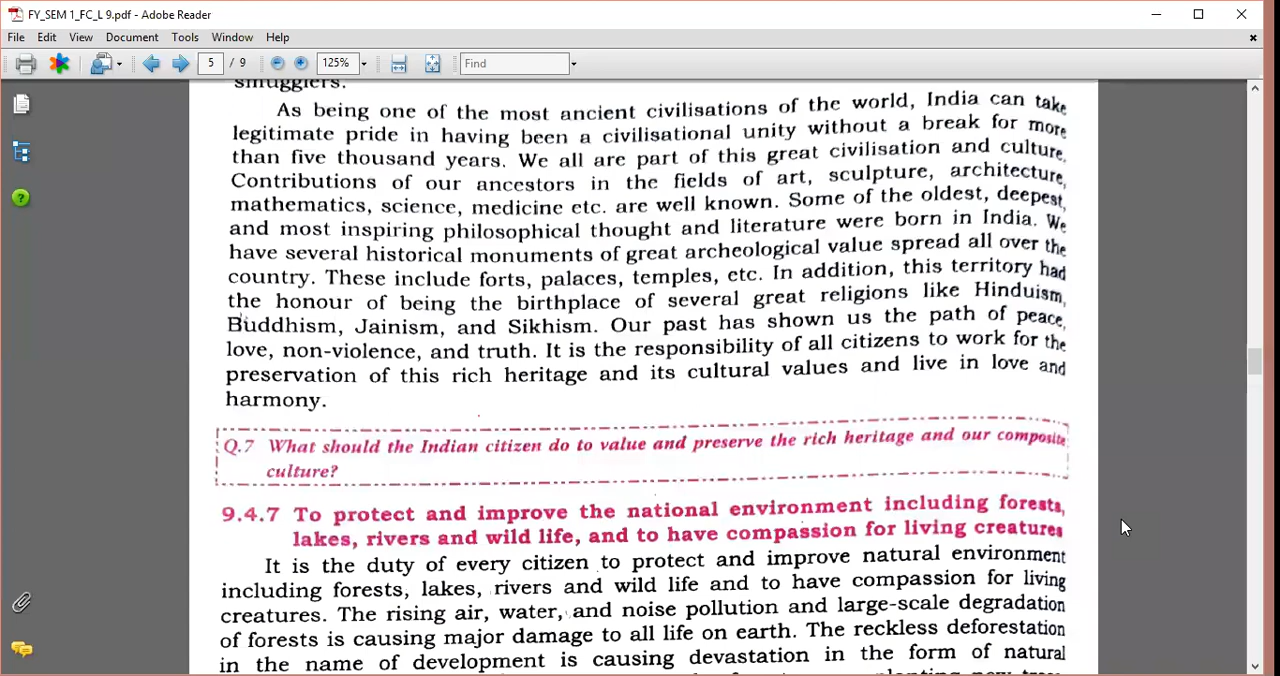 FY_SEM 1_FC_L 9.pdf - Adobe Reader
File Edit View Document Tools Window Help
5 / 9 125% Find
smugglers.
As being one of the most ancient civilisations of the world, India can take
legitimate pride in having been a civilisational unity without a break for more
than five thousand years. We all are part of this great civilisation and culture.
Contributions of our ancestors in the fields of art, sculpture, architecture,
mathematics, science, medicine etc. are well known. Some of the oldest, deepest,
and most inspiring philosophical thought and literature were born in India. We
have several historical monuments of great archeological value spread all over the
country. These include forts, palaces, temples, etc. In addition, this territory had
the honour of being the birthplace of several great religions like Hinduism,
Buddhism, Jainism, and Sikhism. Our past has shown us the path of peace,
love, non-violence, and truth. It is the responsibility of all citizens to work for the
preservation of this rich heritage and its cultural values and live in love and
harmony.
Q.7 What should the Indian citizen do to value and preserve the rich heritage and our composite
culture?
9.4.7 To protect and improve the national environment including forests,
lakes, rivers and wild life, and to have compassion for living creatures
It is the duty of every citizen to protect and improve natural environment
including forests, lakes, rivers and wild life and to have compassion for living
creatures. The rising air, water, and noise pollution and large-scale degradation
of forests is causing major damage to all life on earth. The reckless deforestation
in the name of development is causing devastation in the form of natural